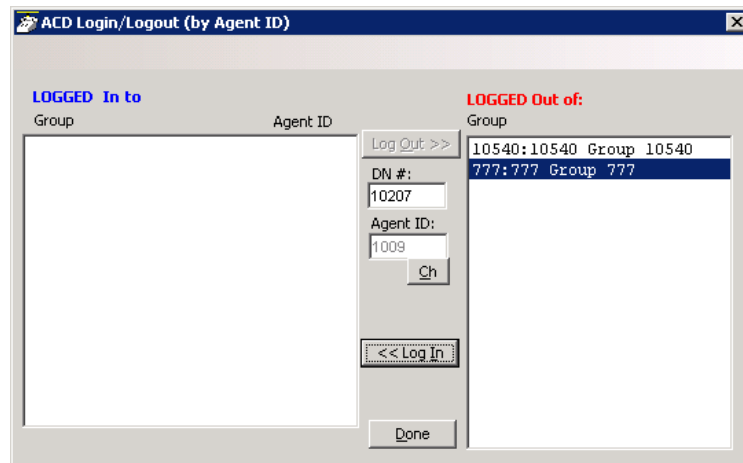 ACD Login/Logout (by Agent ID)
LOGGED In to
Group Agent ID
Log Out >>
DN #:
10207
Agent ID:
1009
Ch
<< Log In
Done
LOGGED Out of:
Group
10540:10540 Group 10540
777:777 Group 777